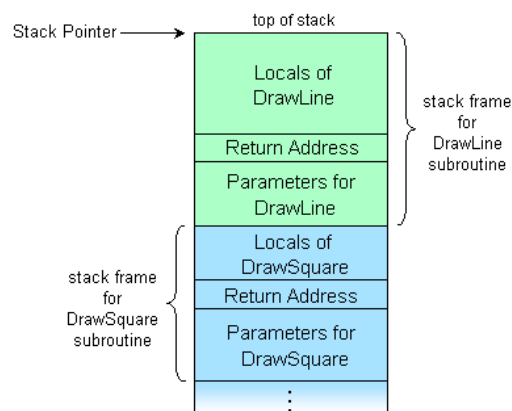 top of stack
Stack Pointer
Locals of
DrawLine
Return Address
Parameters for
DrawLine
stack frame
for
DrawLine
subroutine
Locals of
DrawSquare
Return Address
Parameters for
DrawSquare
stack frame
for
DrawSquare
subroutine
⋮